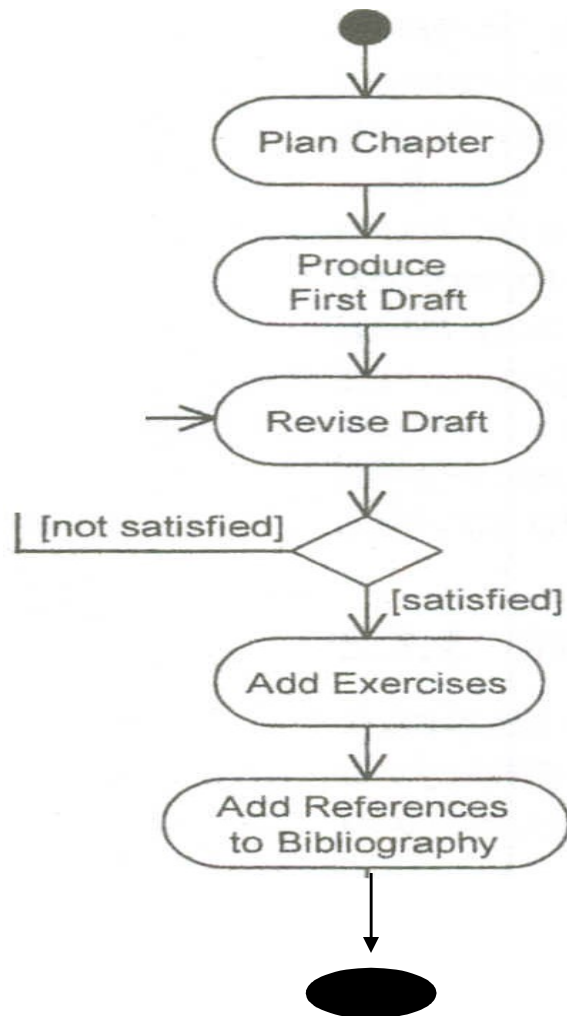 Plan Chapter
Produce
First Draft
Revise Draft
[not satisfied]
[satisfied]
Add Exercises
Add References
to Bibliography